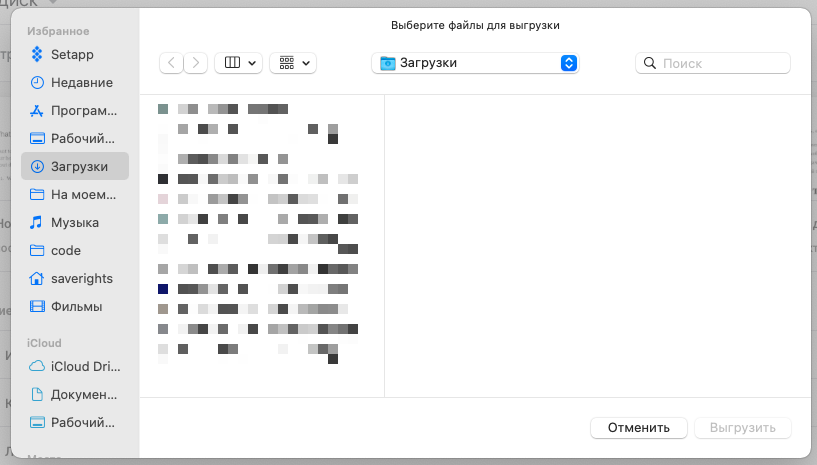 Диск
Выберите файлы для выгрузки
Избранное
Setapp
Недавние
Програм...
Рабочий...
Загрузки
На моем...
Музыка
code
saverights
Фильмы
iCloud
iCloud Dri...
Докумен...
Рабочий...
Загрузки
Поиск
Отменить
Выгрузить